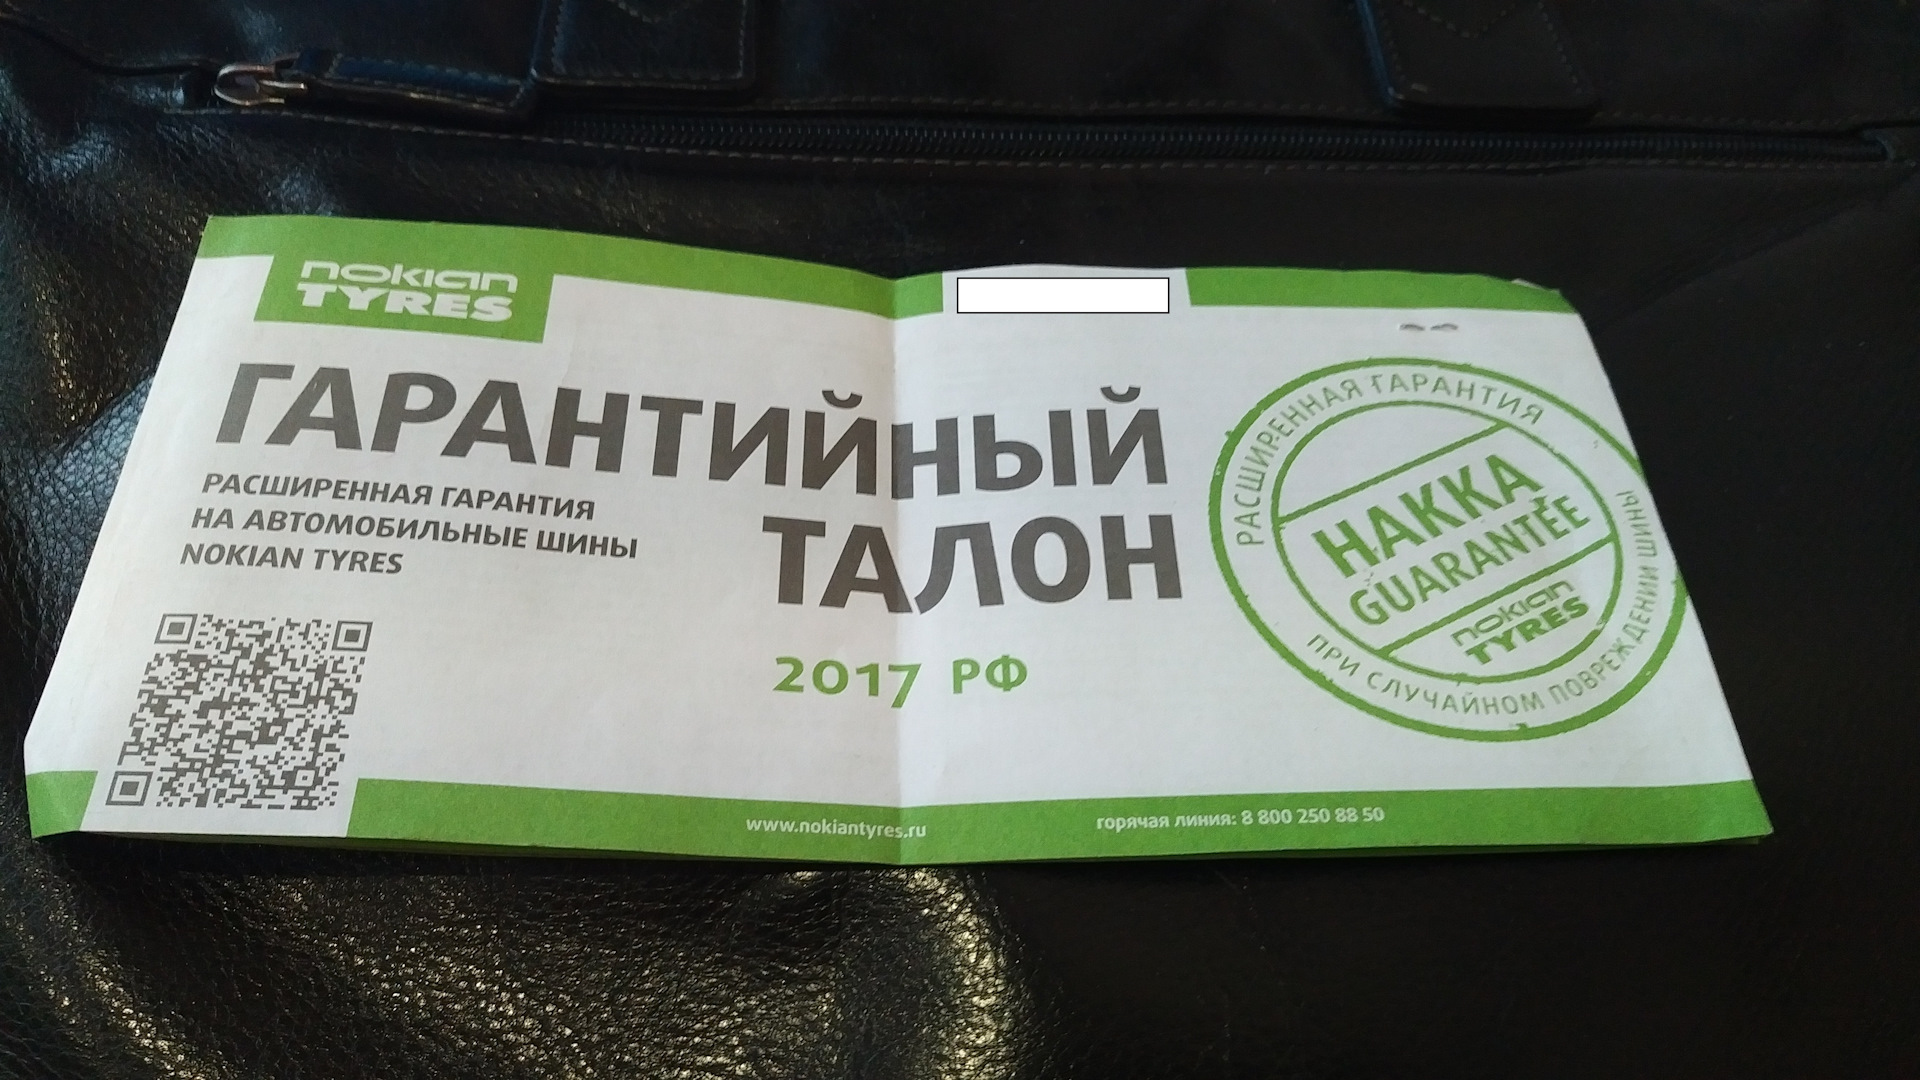 nokian
TYRES
ГАРАНТИЙНЫЙ
ТАЛОН
РАСШИРЕННАЯ ГАРАНТИЯ
НА АВТОМОБИЛЬНЫЕ ШИНЫ
NOKIAN TYRES
2017 РФ
РАСШИРЕННАЯ ГАРАНТИЯ
HAKKA
GUARANTEE
nokian
TYRES
ПРИ СЛУЧАЙНОМ ПОВРЕЖДЕНИИ ШИНЫ
www.nokiantyres.ru
горячая линия: 8 800 250 88 50